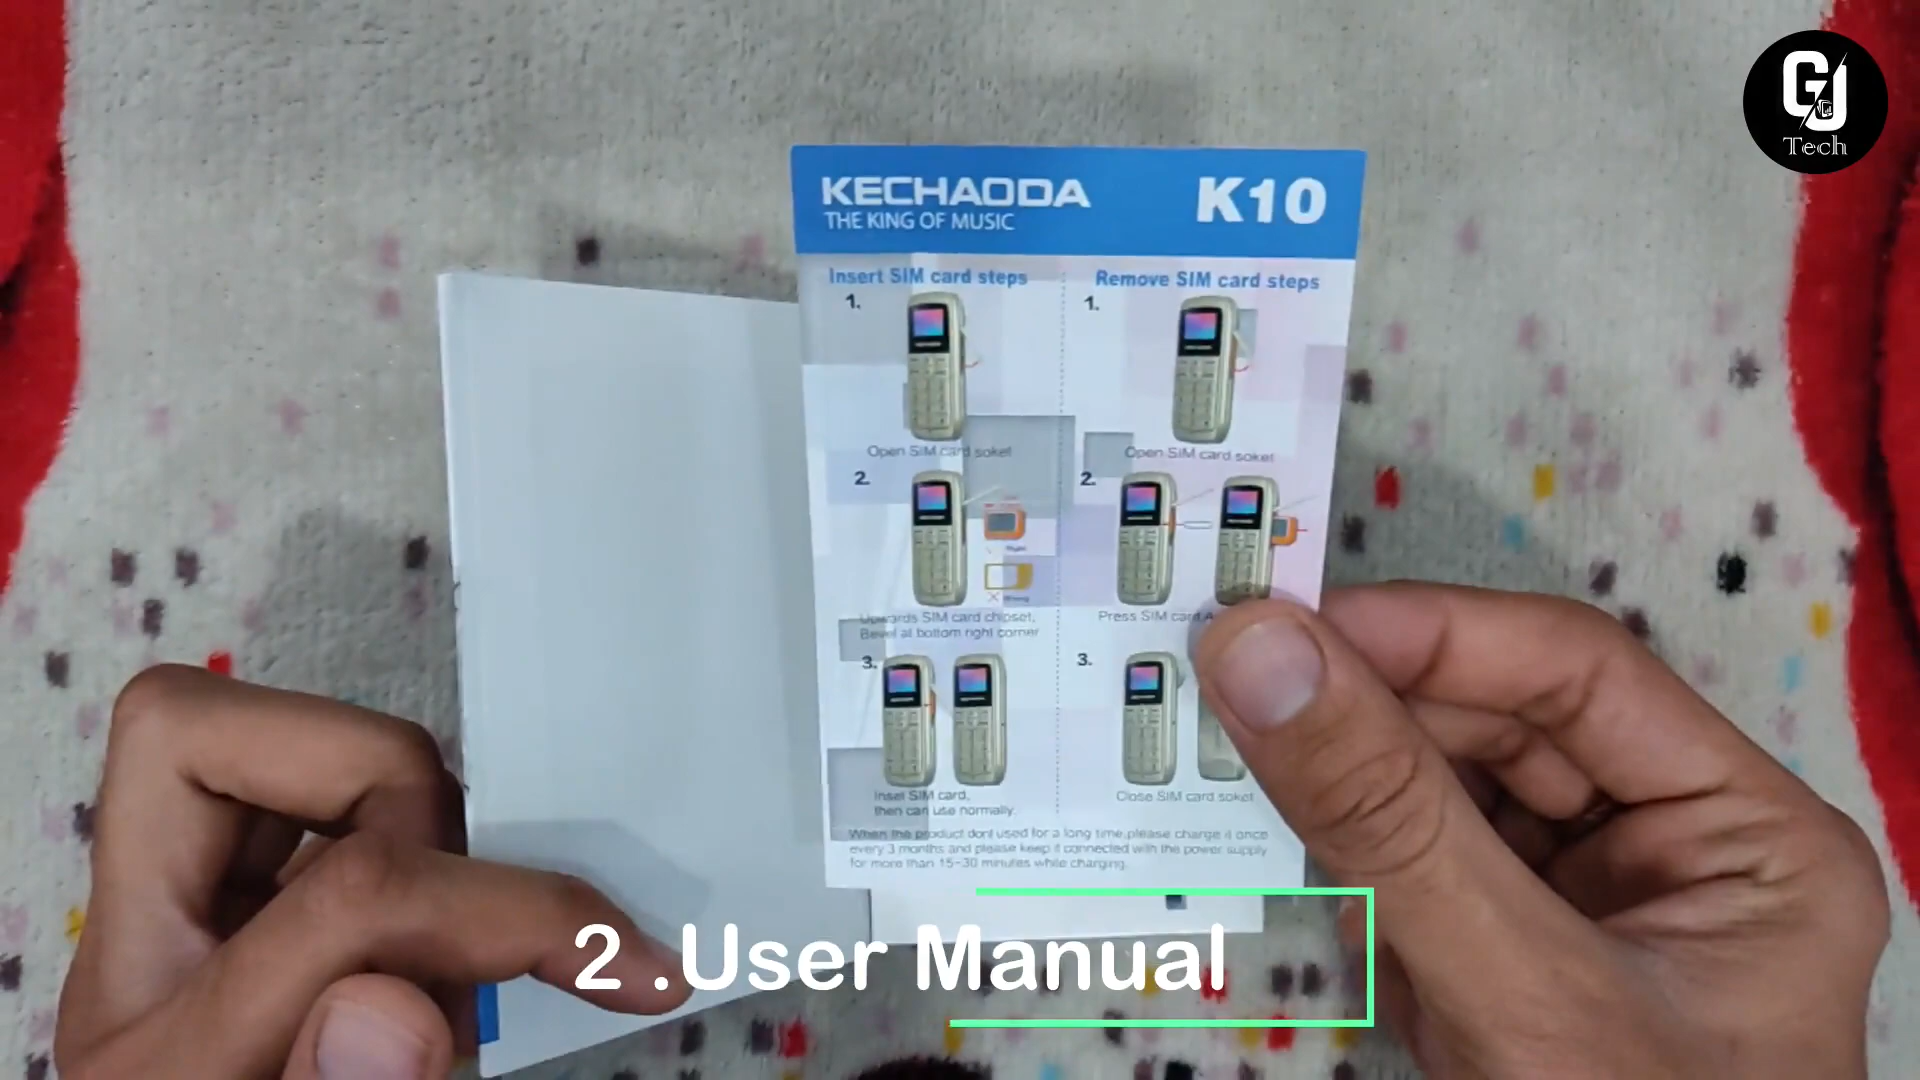 GJ
Tech
KECHAODA
THE KING OF MUSIC
K10
Insert SIM card steps
1.
Open SIM card soket
2.
Right
Wrong
Upwards SIM card chipset,
Bevel at bottom right corner
3.
Inset SIM card,
then can use normally.
Remove SIM card steps
1.
Open SIM card soket
2.
Press SIM card
3.
Close SIM card soket
When the product dont used for a long time,please charge it once
every 3 months and please keep it connected with the power supply
for more than 15-30 minutes while charging.
2 .User Manual